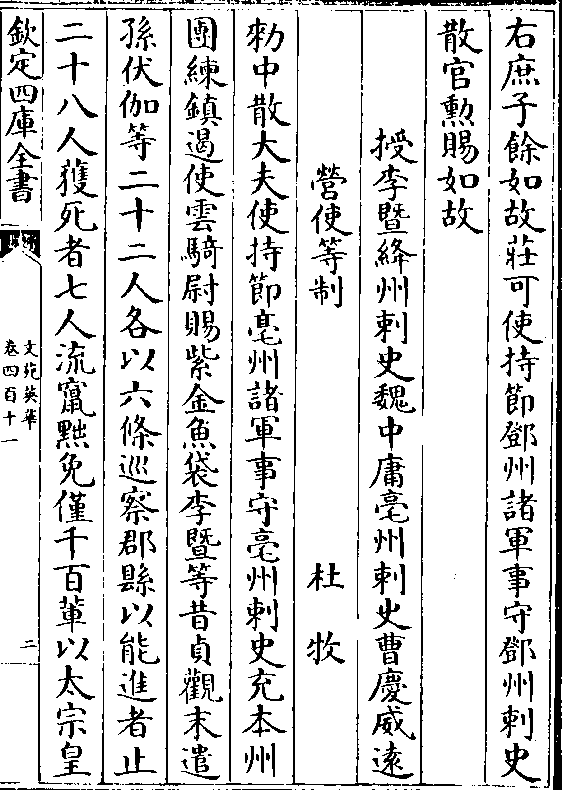 右庶子餘如故莊可使持節鄧州諸軍事守鄧州刺史
散官勲賜如故
授李暨絳州刺史魏中庸亳州刺史曹慶威逺
營使等制
杜牧
勑中散大夫使持節亳州諸軍事守亳州刺史充本州
團練鎮遏使雲騎尉賜紫金魚袋李暨等昔貞觀末遣
孫伏伽等二十二人各以六條巡察郡縣以能進者止
二十八人獲死者七人流竄黜免僅千百輩以太宗皇
欽定四庫全書
文苑英華
卷四百十一
二